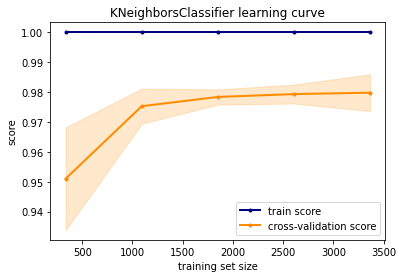 KNeighborsClassifier learning curve
score
1.00
0.99
0.98
0.97
0.96
0.95
0.94
train score
cross-validation score
500 1000 1500 2000 2500 3000 3500
training set size